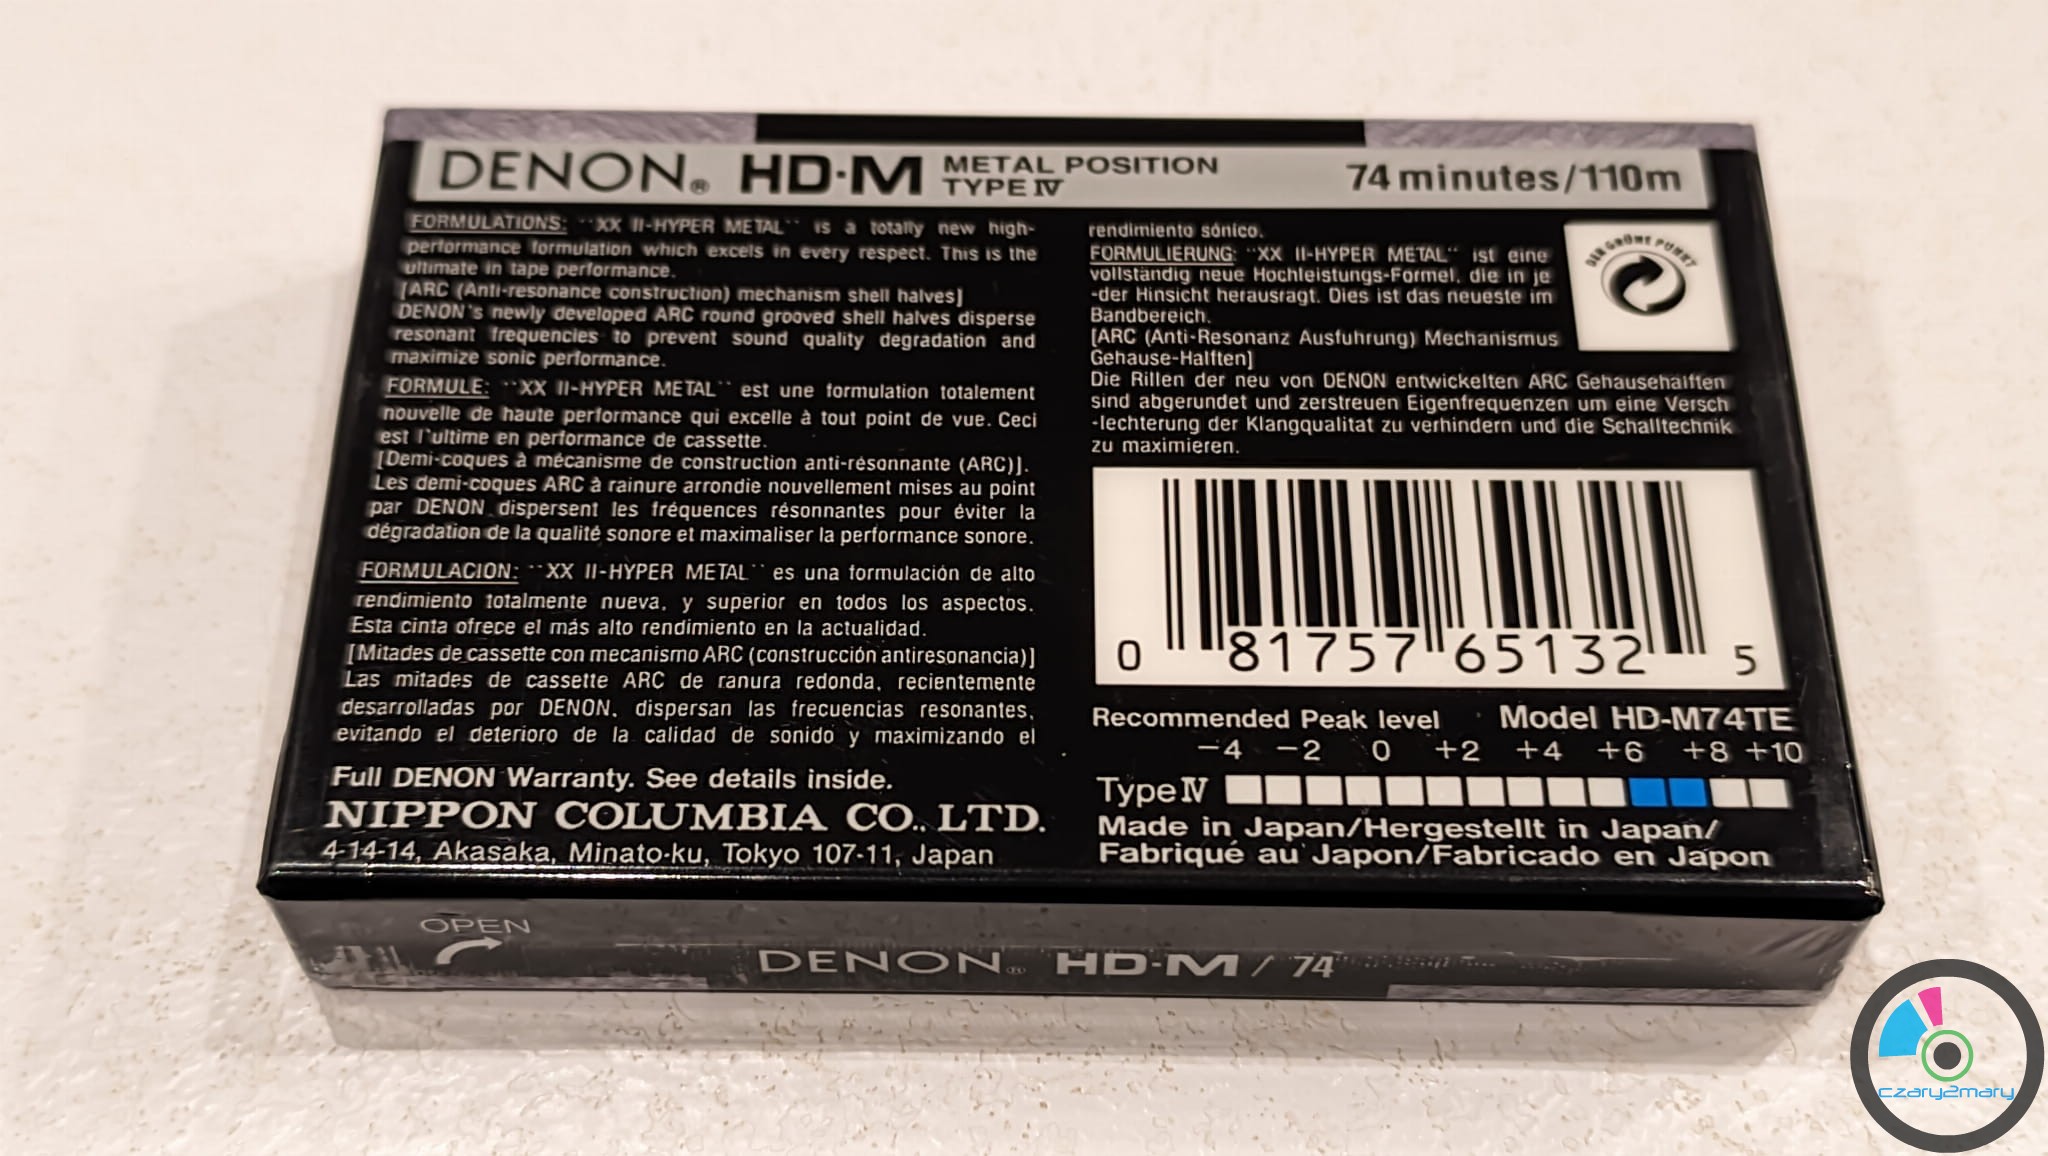 DENON® HD·M METAL POSITION TYPE IV 74 minutes/110m
FORMULATIONS: ``XX II-HYPER METAL`` is a totally new high-
performance formulation which excels in every respect. This is the
ultimate in tape performance.
[ARC (Anti-resonance construction) mechanism shell halves]
DENON's newly developed ARC round grooved shell halves disperse
resonant frequencies to prevent sound quality degradation and
maximize sonic performance.
FORMULE: ``XX II-HYPER METAL`` est une formulation totalement
nouvelle de haute performance qui excelle à tout point de vue. Ceci
est l'ultime en performance de cassette.
[Demi-coques à mécanisme de construction anti-résonnante (ARC)].
Les demi-coques ARC à rainure arrondie nouvellement mises au point
par DENON dispersent les fréquences résonnantes pour éviter la
dégradation de la qualité sonore et maximaliser la performance sonore.
FORMULACION: ``XX II-HYPER METAL`` es una formulación de alto
rendimiento totalmente nueva, y superior en todos los aspectos.
Esta cinta ofrece el más alto rendimiento en la actualidad.
[Mitades de cassette con mecanismo ARC (construcción antiresonancia)]
Las mitades de cassette ARC de ranura redonda, recientemente
desarrolladas por DENON, dispersan las frecuencias resonantes,
evitando el deterioro de la calidad de sonido y maximizando el
Full DENON Warranty. See details inside.
NIPPON COLUMBIA CO., LTD.
4-14-14, Akasaka, Minato-ku, Tokyo 107-11, Japan
rendimiento sónico.
FORMULIERUNG: ``XX II-HYPER METAL`` ist eine
vollständig neue Hochleistungs-Formel, die in je
-der Hinsicht herausragt. Dies ist das neueste im
Bandbereich.
[ARC (Anti-Resonanz Ausfuhrung) Mechanismus
Gehause-Halften]
Die Rillen der neu von DENON entwickelten ARC Gehausehalften
sind abgerundet und zerstreuen Eigenfrequenzen um eine Versch
-lechterung der Klangqualitat zu verhindern und die Schalltechnik
zu maximieren.
DER GRÜNE PUNKT
0 81757 65132 5
Recommended Peak level Model HD-M74TE
−4 −2 0 +2 +4 +6 +8 +10
Type IV
Made in Japan/Hergestellt in Japan/
Fabriqué au Japon/Fabricado en Japon
OPEN
DENON® HD·M / 74
czary2mary